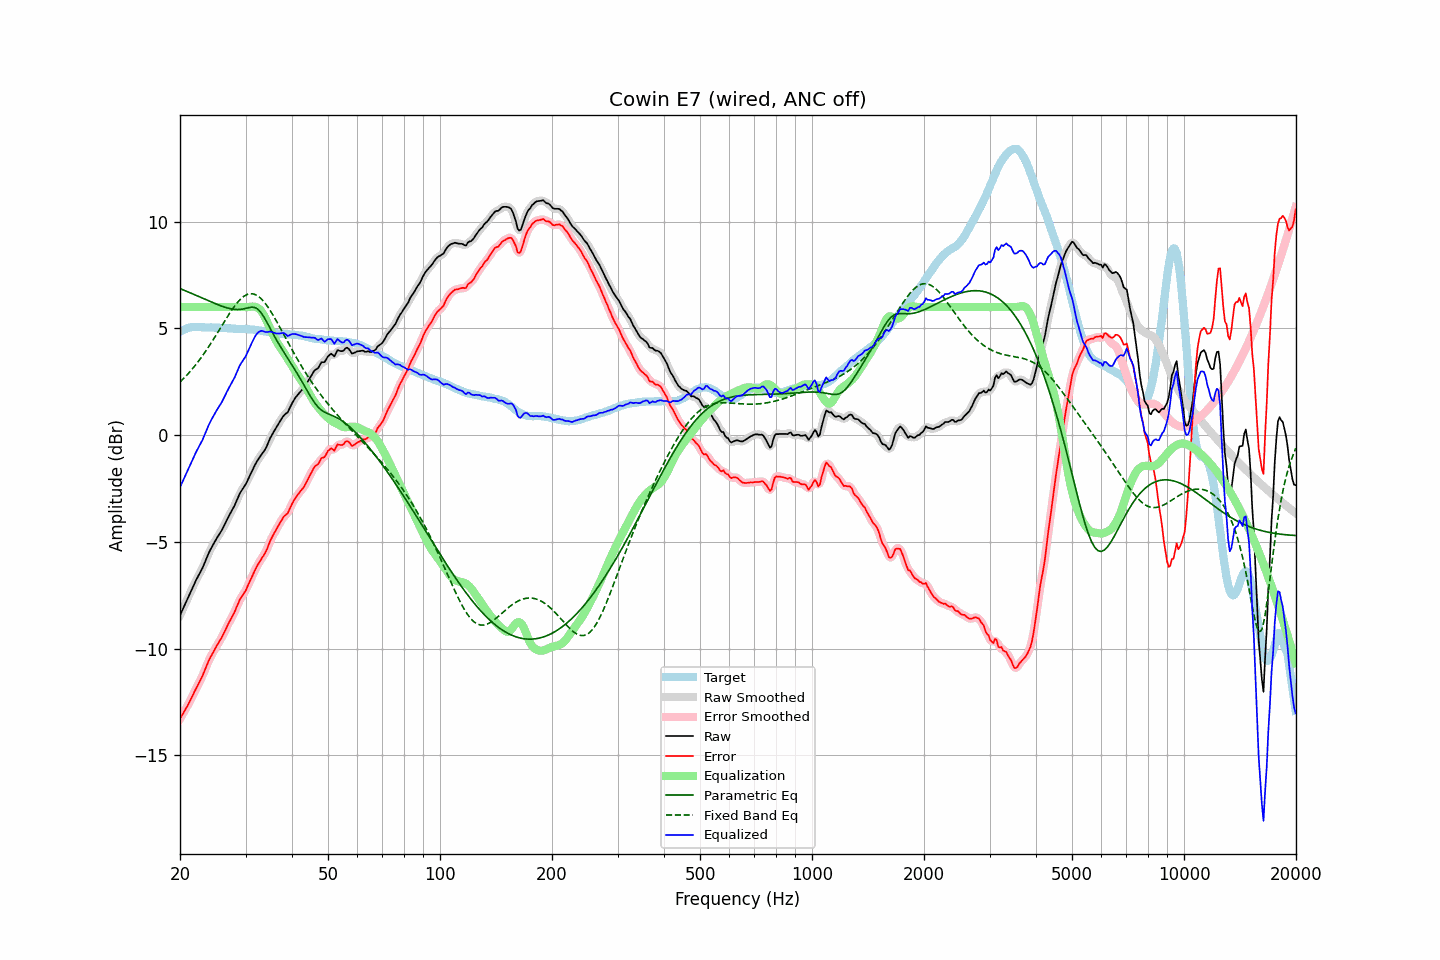 Cowin E7 (wired, ANC off)
Amplitude (dBr)
10
5
0
−5
−10
−15
20
50
100
200
500
1000
2000
5000
10000
20000
Frequency (Hz)
Target
Raw Smoothed
Error Smoothed
Raw
Error
Equalization
Parametric Eq
Fixed Band Eq
Equalized